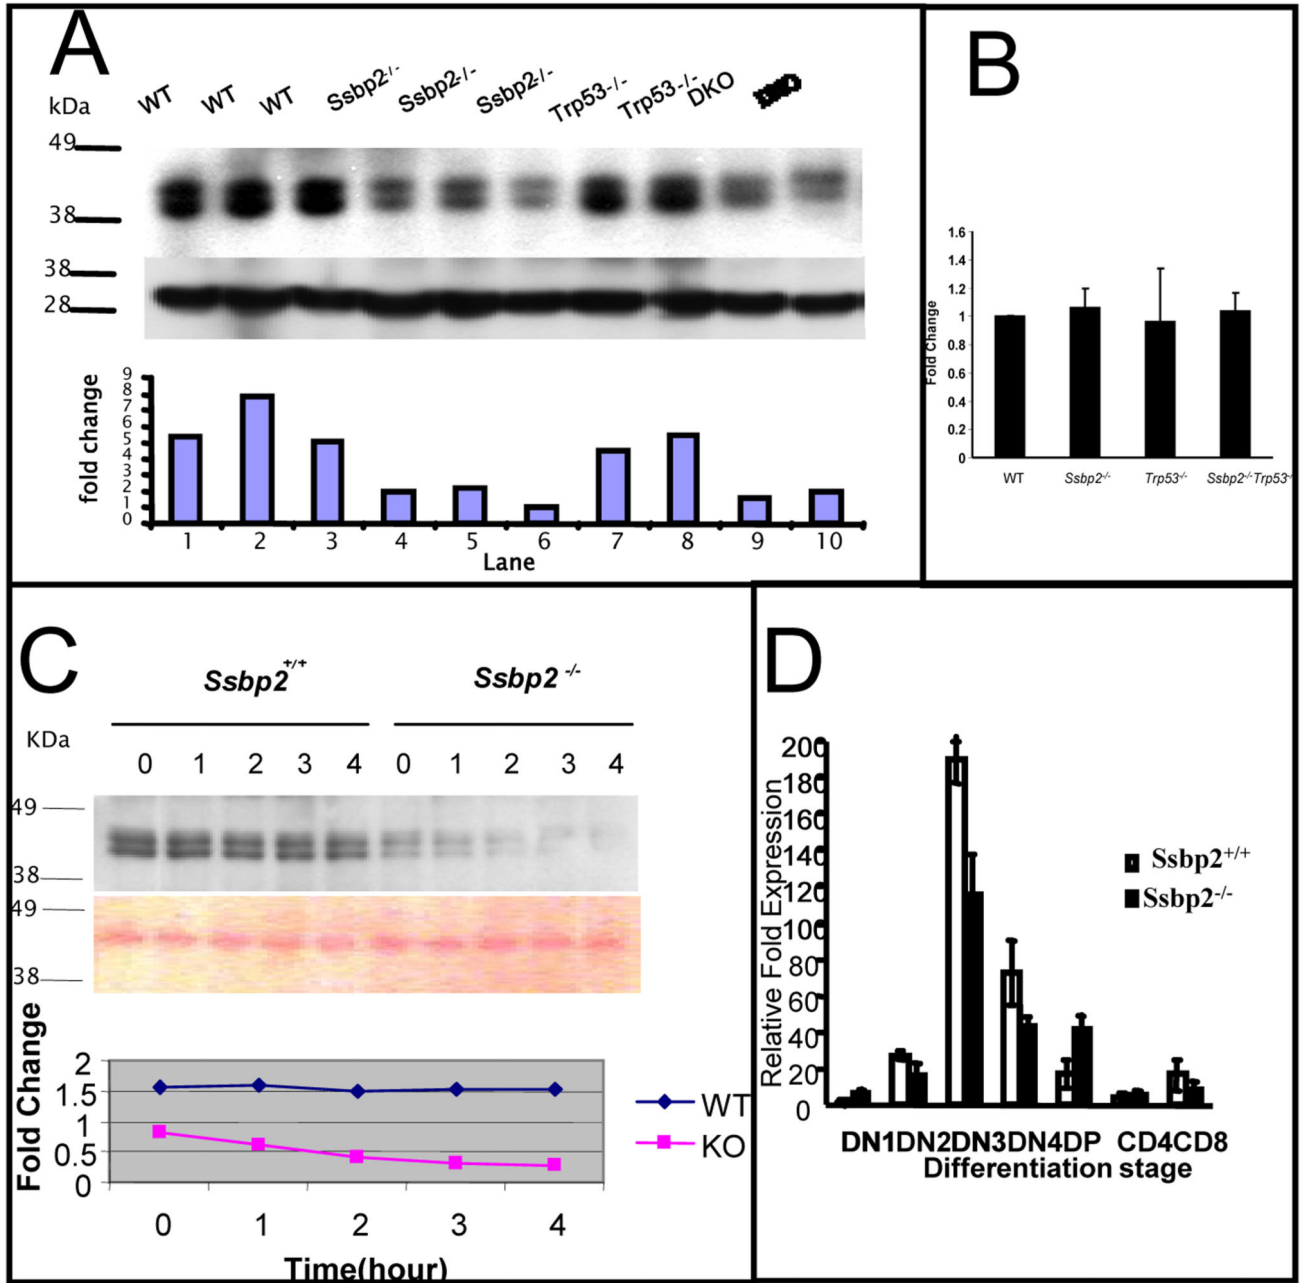 A
WT WT WT Ssbp2-/- Ssbp2-/- Ssbp2-/- Trp53-/- Trp53-/- DKO
kDa
49
38
38
28
fold change
9
8
7
6
5
4
3
2
1
0
1 2 3 4 5 6 7 8 9 10
Lane
B
Fold Change
1.6
1.4
1.2
1
0.8
0.6
0.4
0.2
0
WT Ssbp2-/- Trp53-/- Ssbp2-/-Trp53-/-
C
Ssbp2+/+ Ssbp2-/-
KDa
0 1 2 3 4 0 1 2 3 4
49
38
49
38
Fold Change
2
1.5
1
0.5
0
WT
KO
0 1 2 3 4
Time(hour)
D
Relative Fold Expression
200
180
160
140
120
100
80
60
40
20
0
Ssbp2+/+
Ssbp2-/-
DN1DN2DN3DN4DP CD4CD8
Differentiation stage